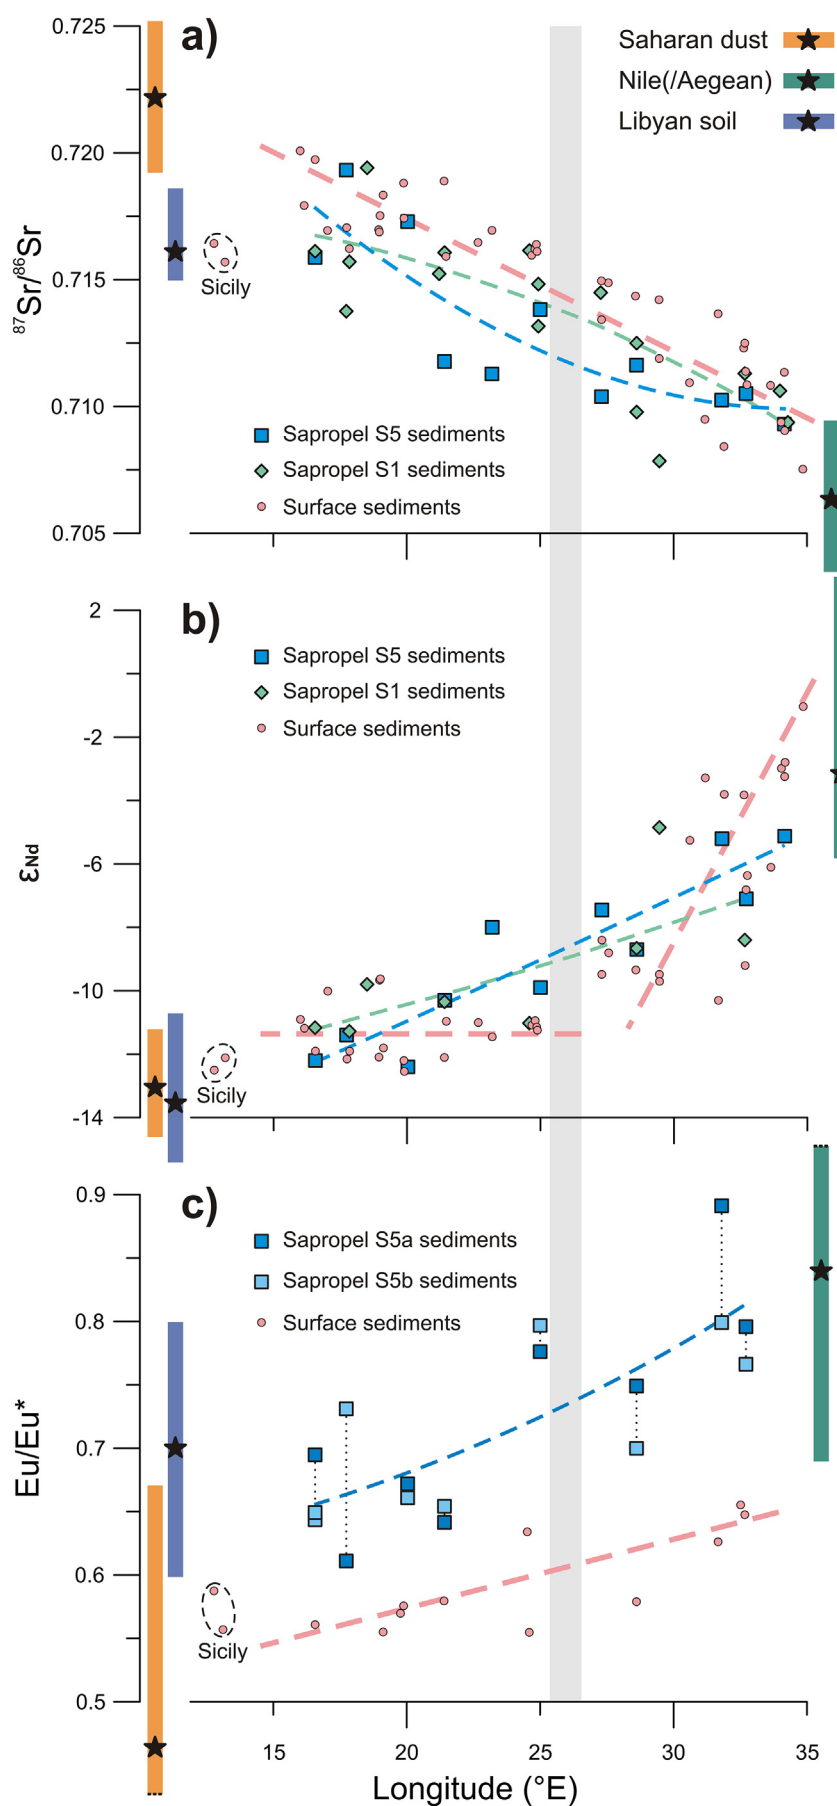 a)
Saharan dust
Nile(/Aegean)
Libyan soil
0.725
0.720
0.715
0.710
0.705
87Sr/86Sr
Sicily
Sapropel S5 sediments
Sapropel S1 sediments
Surface sediments
b)
2
-2
-6
-10
-14
εNd
Sapropel S5 sediments
Sapropel S1 sediments
Surface sediments
Sicily
c)
0.9
0.8
0.7
0.6
0.5
Eu/Eu*
Sapropel S5a sediments
Sapropel S5b sediments
Surface sediments
Sicily
15 20 25 30 35
Longitude (°E)